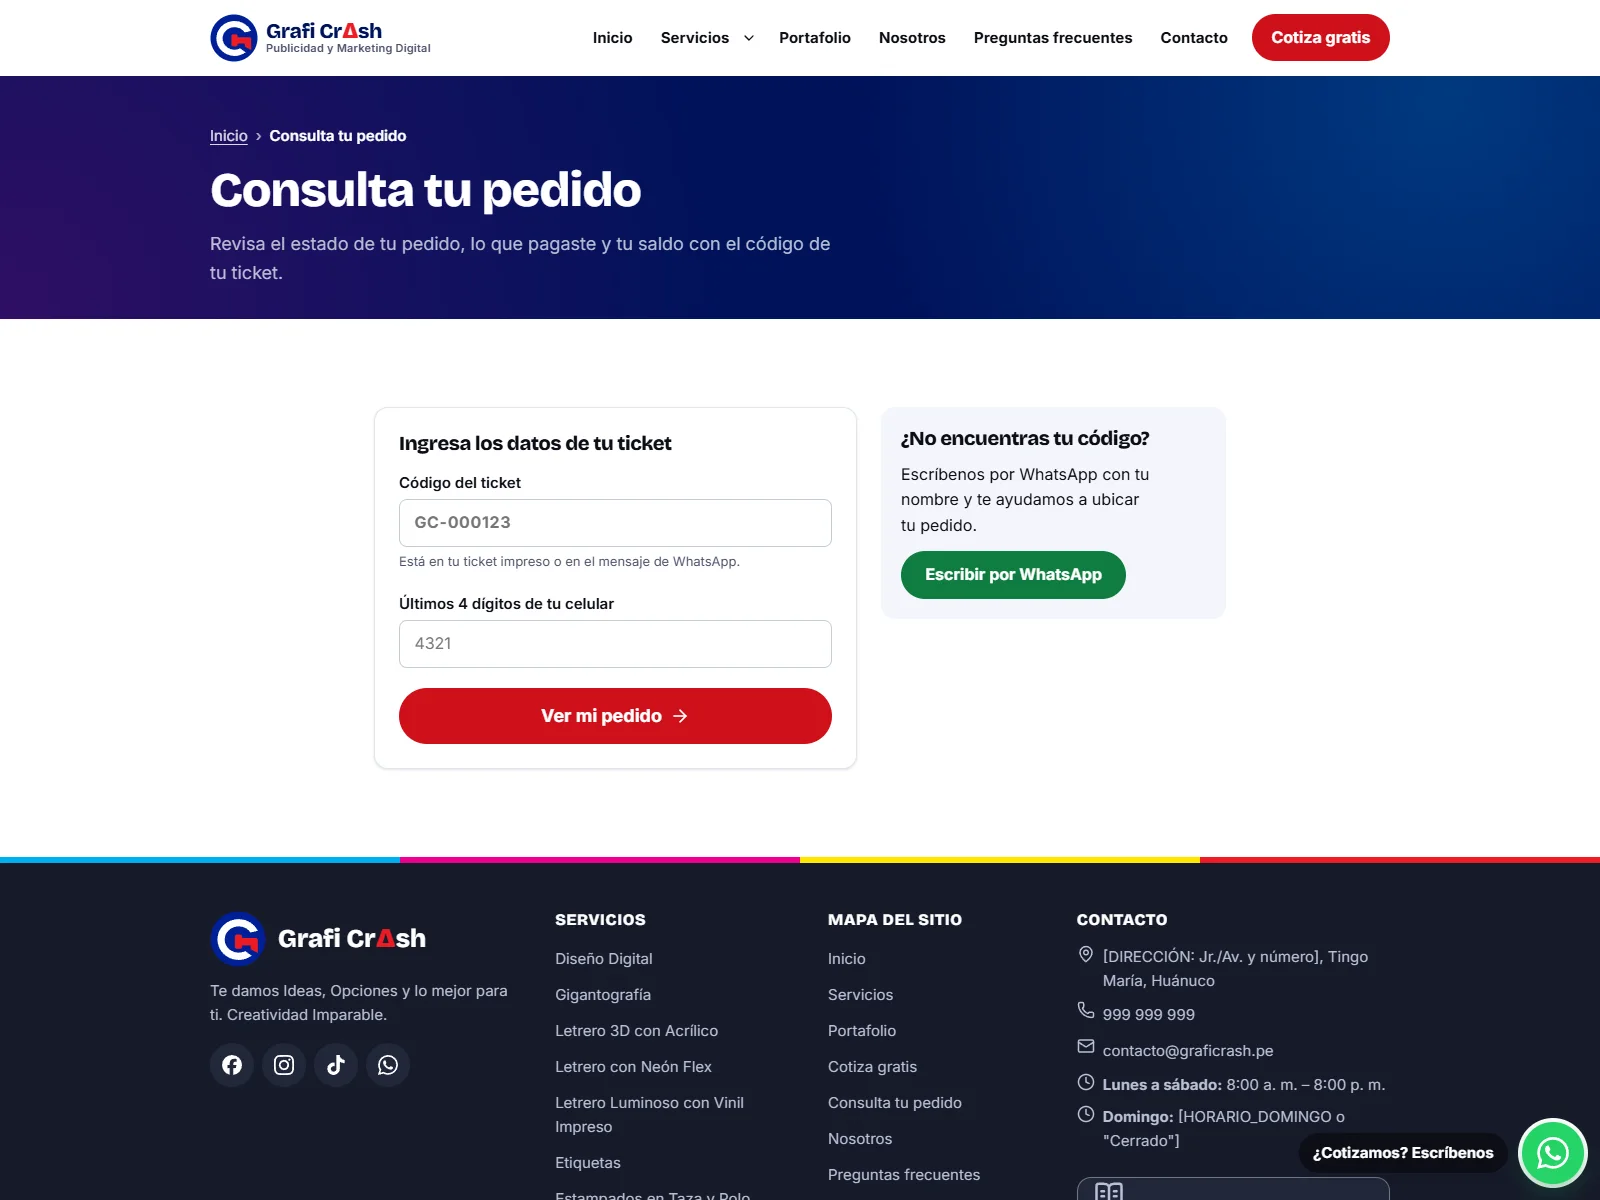 Grafi CrΔsh
Publicidad y Marketing Digital
Inicio
Servicios
Portafolio
Nosotros
Preguntas frecuentes
Contacto
Cotiza gratis
Inicio › Consulta tu pedido
Consulta tu pedido
Revisa el estado de tu pedido, lo que pagaste y tu saldo con el código de
tu ticket.
Ingresa los datos de tu ticket
Código del ticket
GC-000123
Está en tu ticket impreso o en el mensaje de WhatsApp.
Últimos 4 dígitos de tu celular
4321
Ver mi pedido →
¿No encuentras tu código?
Escríbenos por WhatsApp con tu
nombre y te ayudamos a ubicar
tu pedido.
Escribir por WhatsApp
Grafi CrΔsh
Te damos Ideas, Opciones y lo mejor para
ti. Creatividad Imparable.
SERVICIOS
Diseño Digital
Gigantografía
Letrero 3D con Acrílico
Letrero con Neón Flex
Letrero Luminoso con Vinil
Impreso
Etiquetas
Estampados en Taza y Polo
MAPA DEL SITIO
Inicio
Servicios
Portafolio
Cotiza gratis
Consulta tu pedido
Nosotros
Preguntas frecuentes
CONTACTO
[DIRECCIÓN: Jr./Av. y número], Tingo
María, Huánuco
999 999 999
contacto@graficrash.pe
Lunes a sábado: 8:00 a. m. – 8:00 p. m.
Domingo: [HORARIO_DOMINGO o
"Cerrado"]
¿Cotizamos? Escríbenos